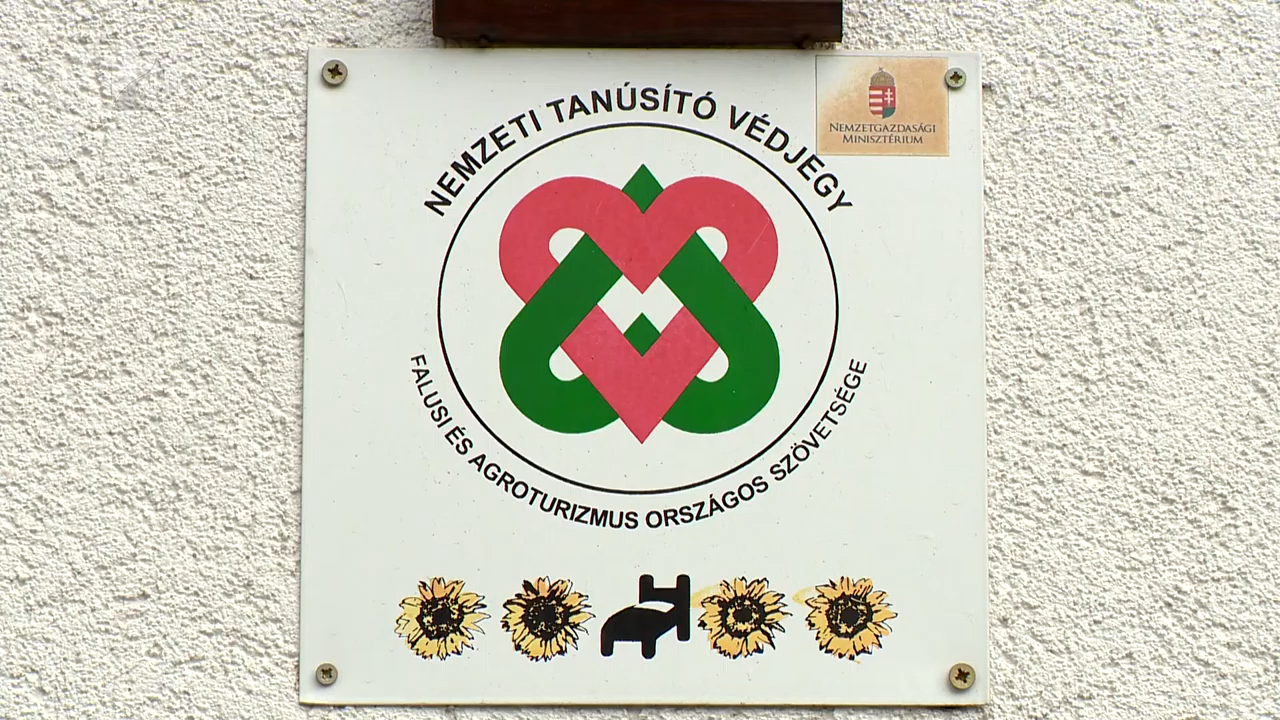 NEMZETI TANÚSÍTÓ VÉDJEGY
NEMZETGAZDASÁGI
MINISZTÉRIUM
FALUSI ÉS AGROTURIZMUS ORSZÁGOS SZÖVETSÉGE